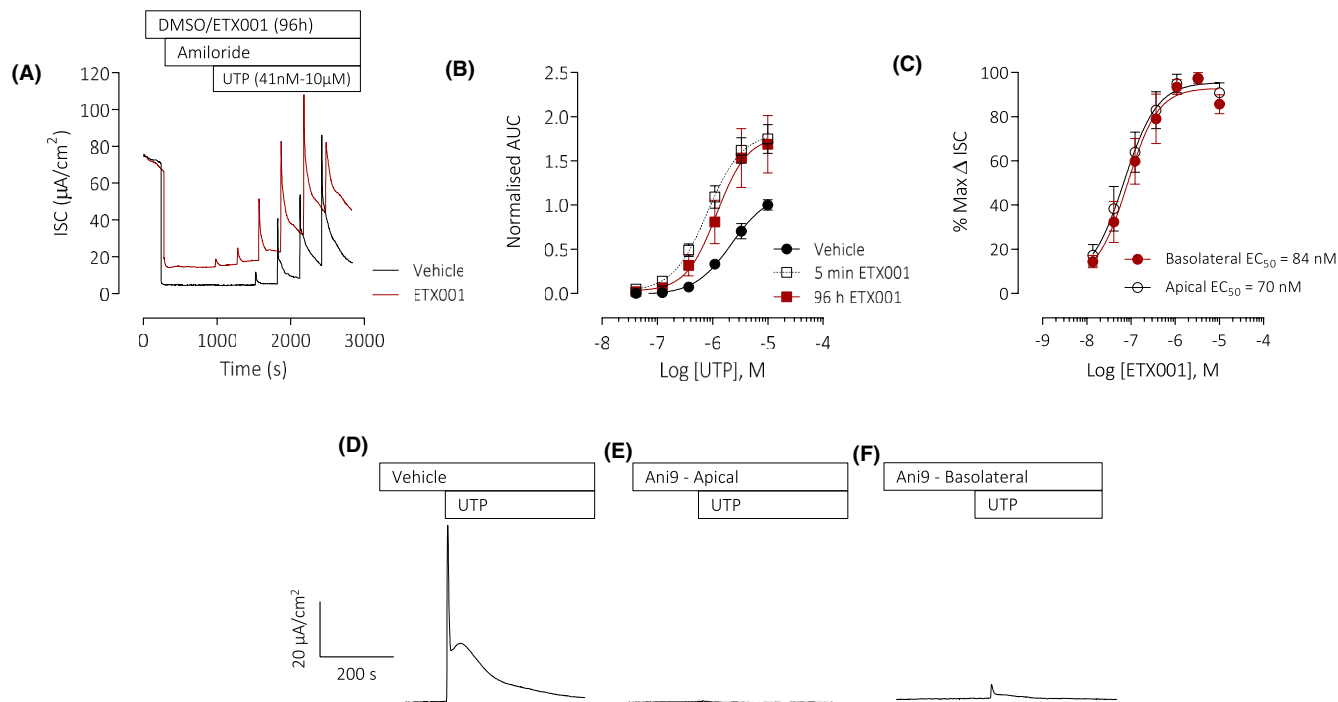 (A)
DMSO/ETX001 (96h)
Amiloride
UTP (41nM-10µM)
ISC (µA/cm²)
120
100
80
60
40
20
0
0
1000
2000
3000
Time (s)
Vehicle
ETX001
(B)
Normalised AUC
2.5
2.0
1.5
1.0
0.5
0.0
-8
-7
-6
-5
-4
Log [UTP], M
Vehicle
5 min ETX001
96 h ETX001
(C)
% Max Δ ISC
100
80
60
40
20
0
-9
-8
-7
-6
-5
-4
Log [ETX001], M
Basolateral EC₅₀ = 84 nM
Apical EC₅₀ = 70 nM
(D)
Vehicle
UTP
20 µA/cm²
200 s
(E)
Ani9 - Apical
UTP
(F)
Ani9 - Basolateral
UTP